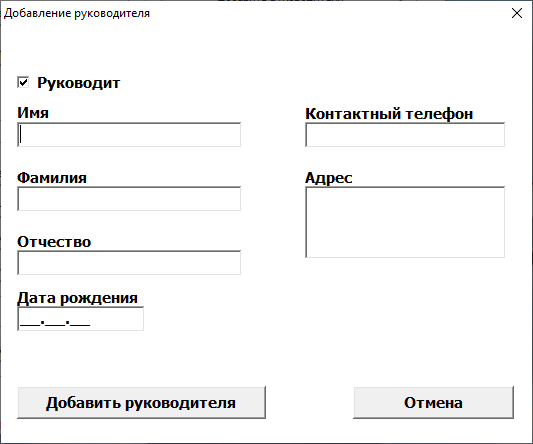 Добавление руководителя
Руководит
Имя
Контактный телефон
Фамилия
Адрес
Отчество
Дата рождения
__.__.__
Добавить руководителя
Отмена